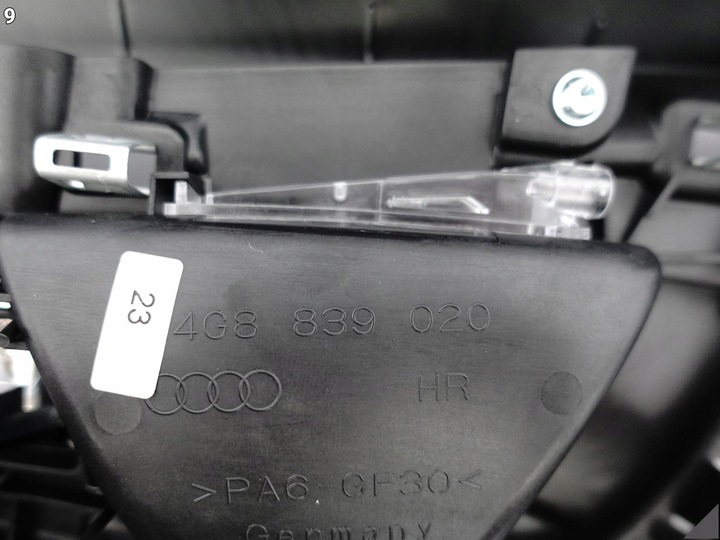 9
23
4G8 839 020
HR
>PA6-GF30<
Germany